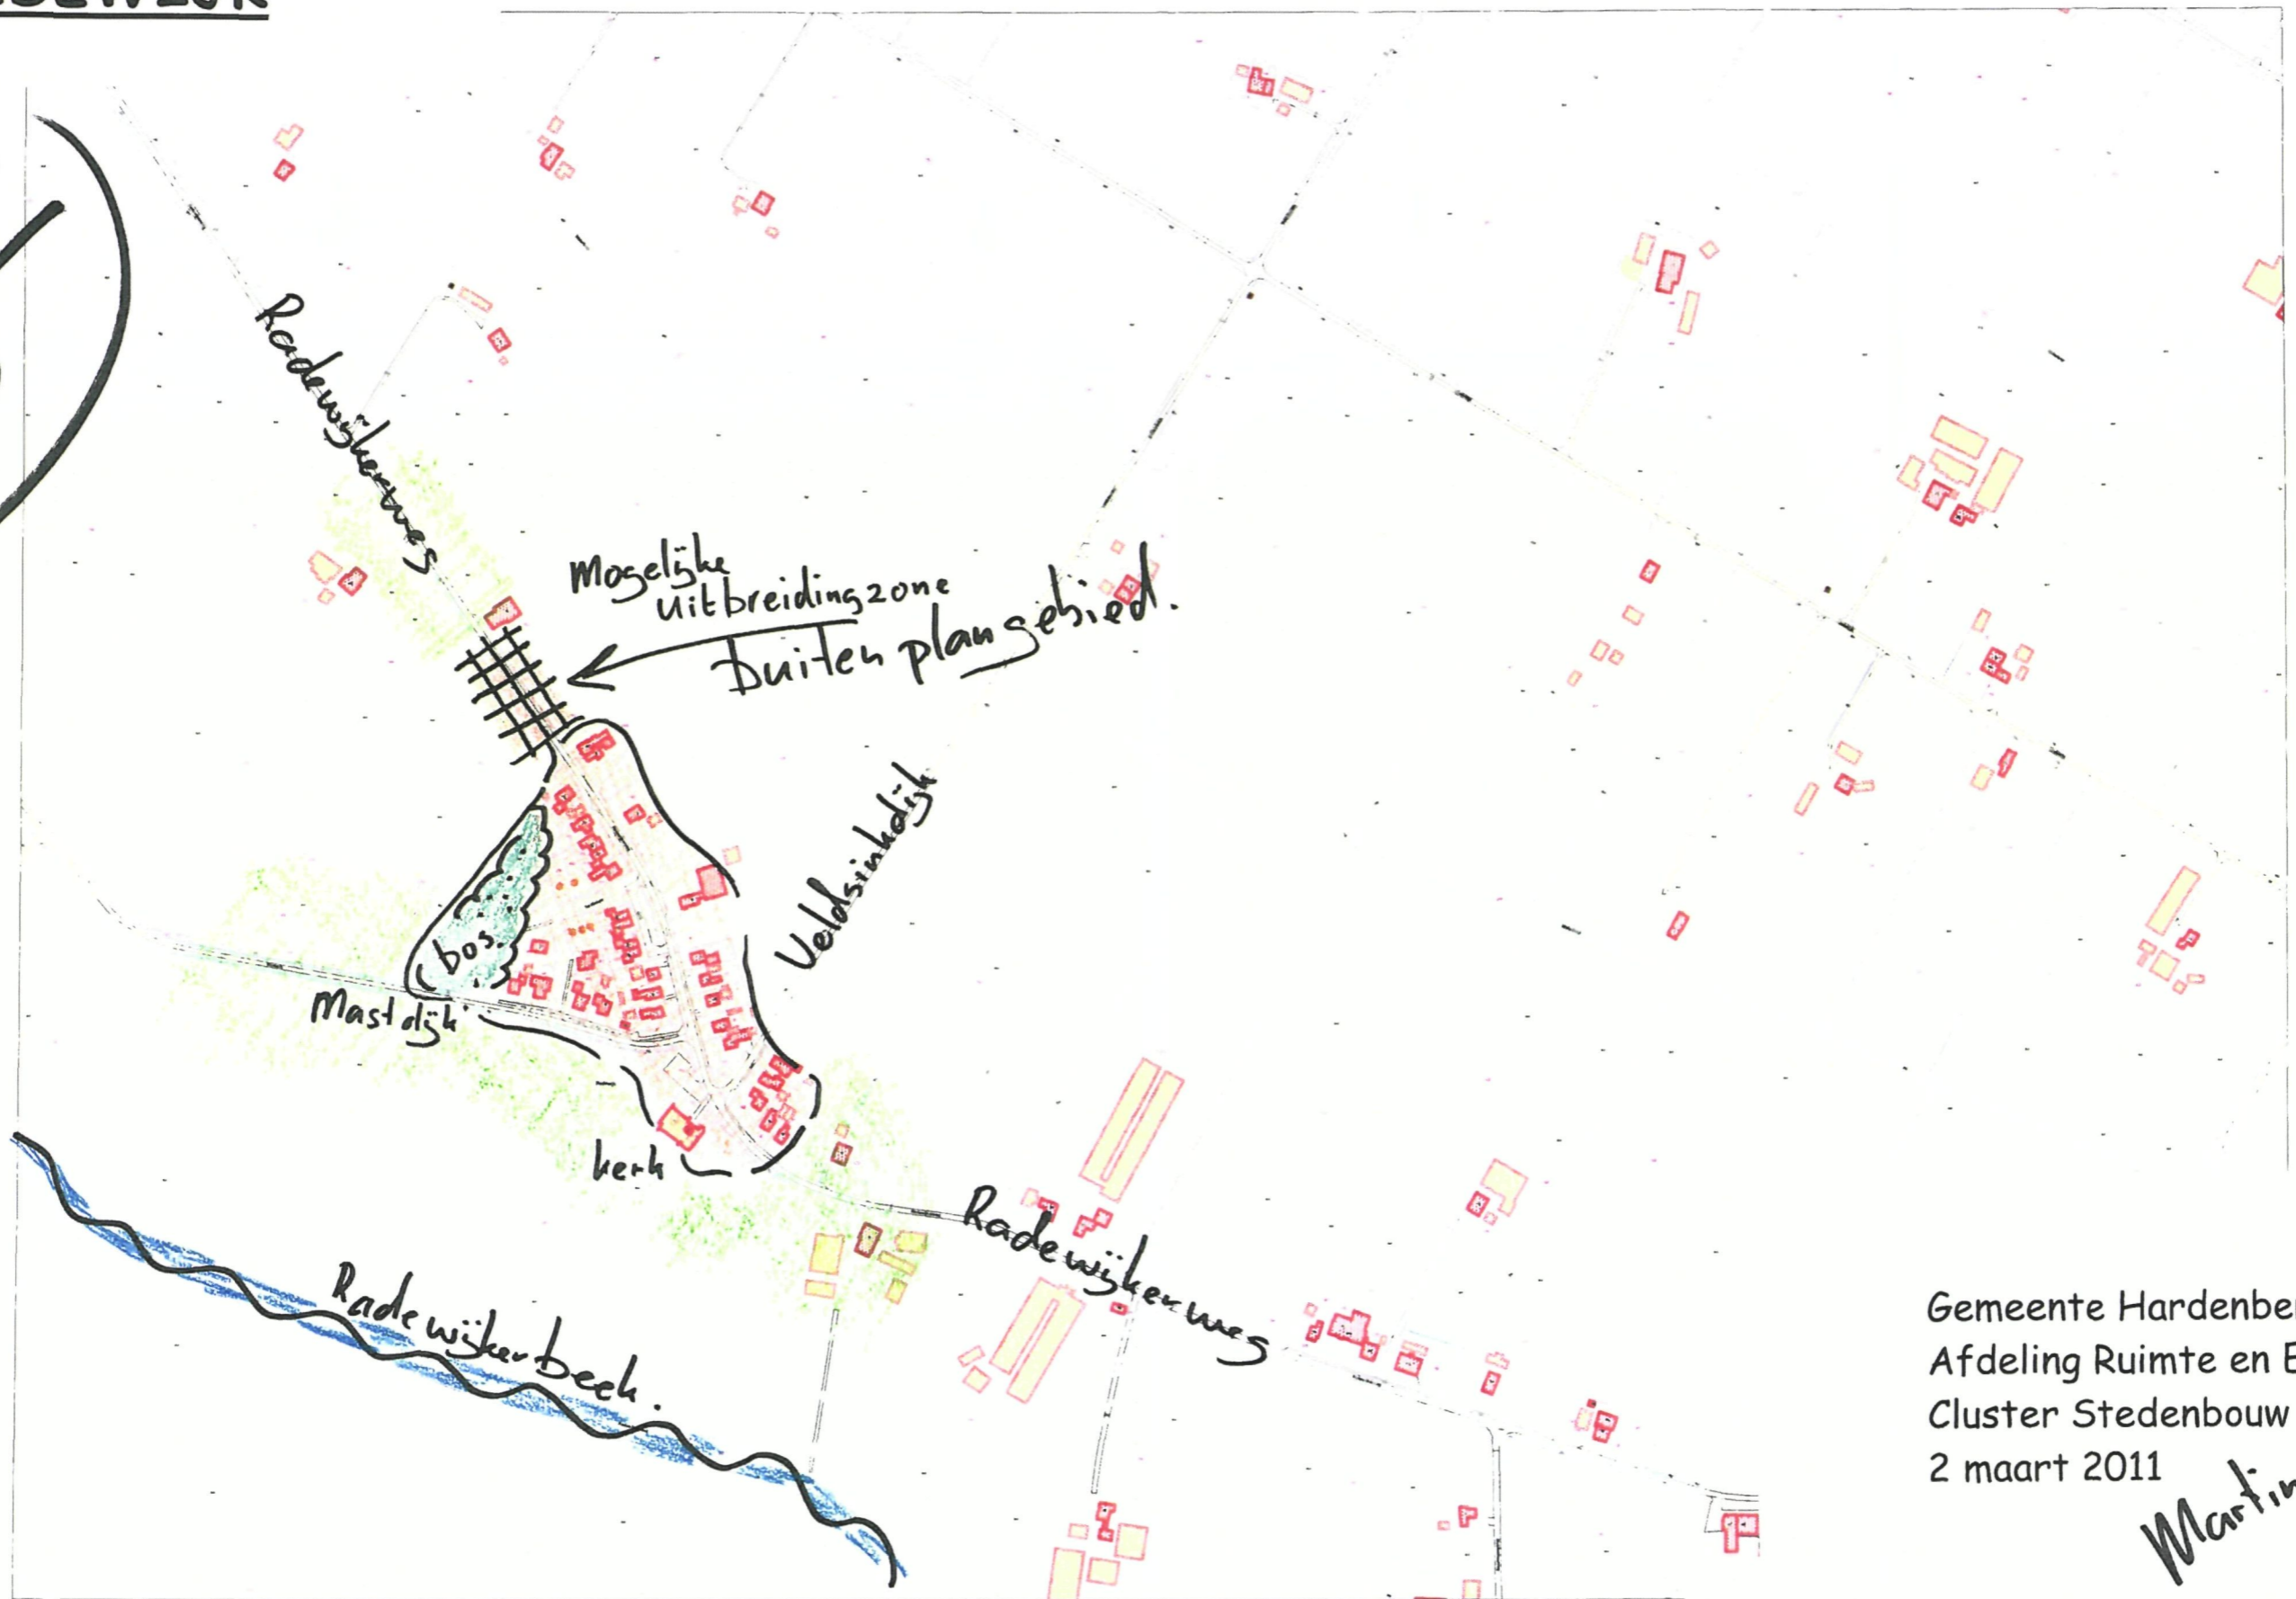 Radewijkerweg
Mogelijke
uitbreidingzone
buiten plangebied.
Veldsinkdijk
bos.
Mastdijk
kerk
Radewijkerweg
Radewijkerbeek.
Gemeente Hardenbe
Afdeling Ruimte en E
Cluster Stedenbouw
2 maart 2011
Martin